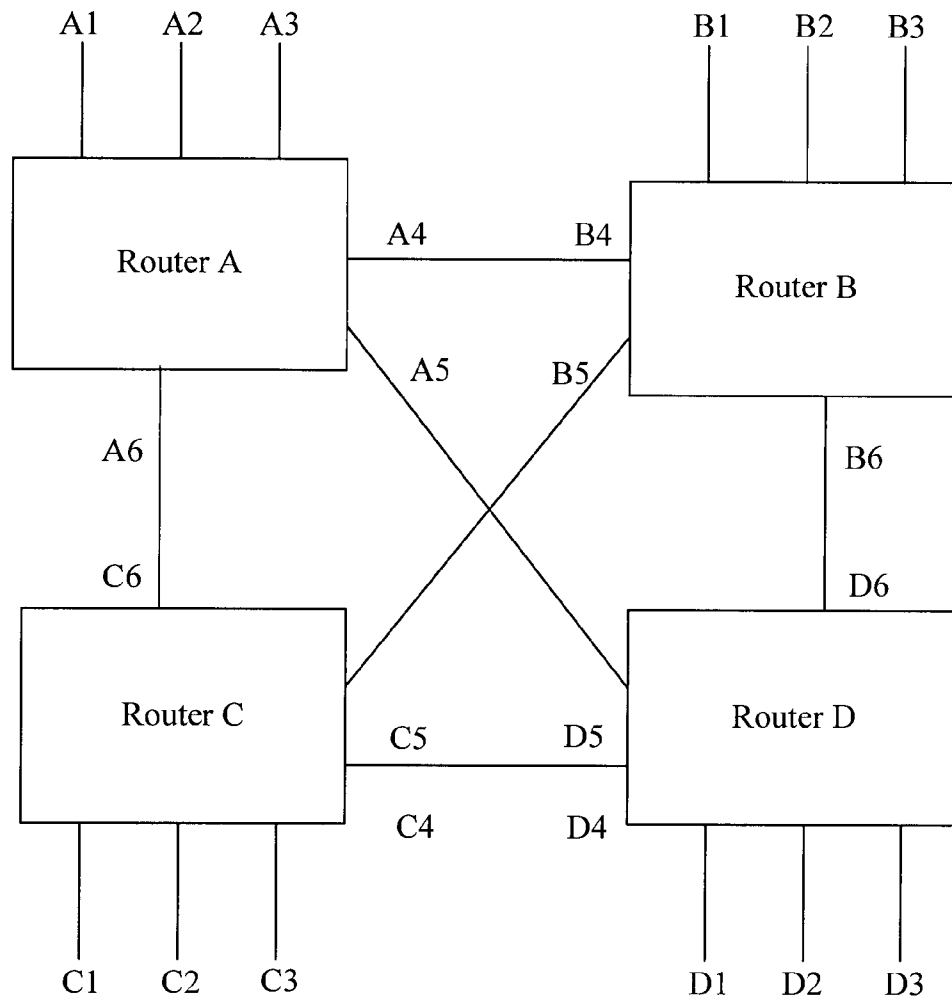 A1 A2 A3
B1 B2 B3
Router A
A4
B4
Router B
A5
B5
A6
B6
C6
D6
Router C
C5
D5
Router D
C4
D4
C1 C2 C3
D1 D2 D3